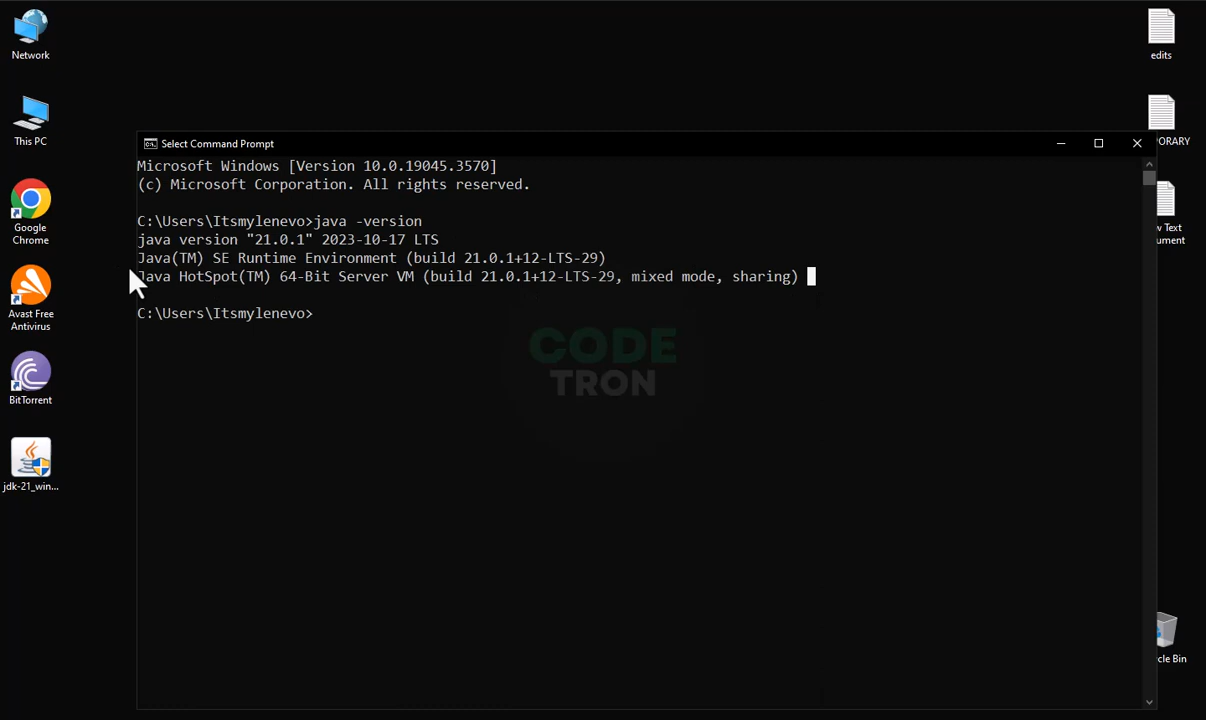 Network
This PC
Google
Chrome
Avast Free
Antivirus
BitTorrent
jdk-21_win...
Select Command Prompt
Microsoft Windows [Version 10.0.19045.3570]
(c) Microsoft Corporation. All rights reserved.
C:\Users\Itsmylenevo>java -version
java version "21.0.1" 2023-10-17 LTS
Java(TM) SE Runtime Environment (build 21.0.1+12-LTS-29)
Java HotSpot(TM) 64-Bit Server VM (build 21.0.1+12-LTS-29, mixed mode, sharing)
C:\Users\Itsmylenevo>
CODE
TRON
edits
ORARY
w Text
ument
cle Bin